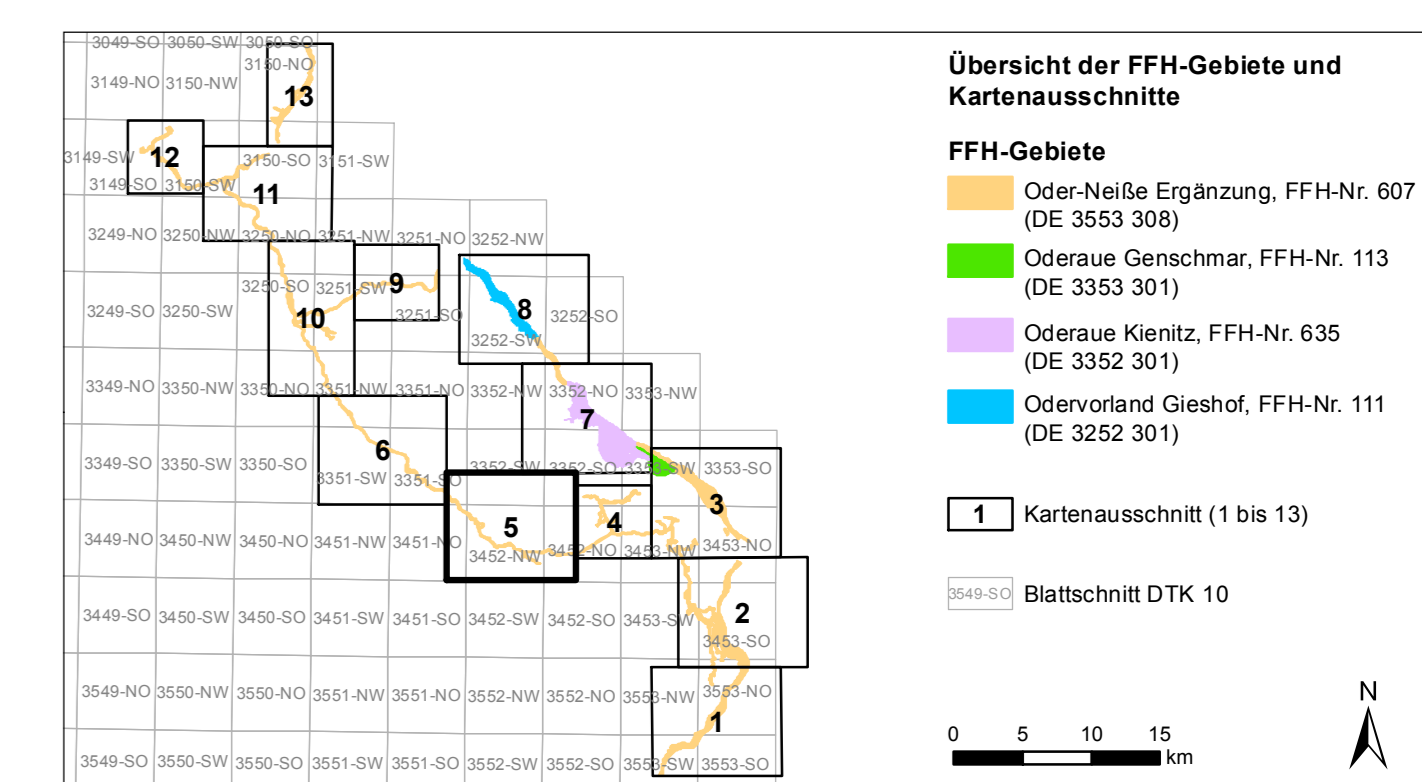 3049-SO 3050-SW 3050-SO
3150-NO
3149-NO 3150-NW
13
3149-SW 12
3150-SO 3151-SW
3149-SO 3150-SW
11
3249-NO 3250-NW 3250-NO 3251-NW 3251-NO 3252-NW
3250-SO 3251-SW 9
3249-SO 3250-SW
10
3251-SO
8
3252-SO
3252-SW
3349-NO 3350-NW 3350-NO 3351-NW 3351-NO 3352-NW 3352-NO 3353-NW
7
6
3349-SO 3350-SW 3350-SO 3351-SW 3351-SO 3352-SW 3352-SO 3353-SW 3353-SO
3
5
4
3449-NO 3450-NW 3450-NO 3451-NW 3451-NO 3452-NW 3452-NO 3453-NW 3453-NO
2
3449-SO 3450-SW 3450-SO 3451-SW 3451-SO 3452-SW 3452-SO 3453-SW 3453-SO
3549-NO 3550-NW 3550-NO 3551-NW 3551-NO 3552-NW 3552-NO 3553-NW 3553-NO
1
3549-SO 3550-SW 3550-SO 3551-SW 3551-SO 3552-SW 3552-SO 3553-SW 3553-SO
Übersicht der FFH-Gebiete und
Kartenausschnitte
FFH-Gebiete
Oder-Neiße Ergänzung, FFH-Nr. 607
(DE 3553 308)
Oderaue Genschmar, FFH-Nr. 113
(DE 3353 301)
Oderaue Kienitz, FFH-Nr. 635
(DE 3352 301)
Odervorland Gieshof, FFH-Nr. 111
(DE 3252 301)
1 Kartenausschnitt (1 bis 13)
3549-SO Blattschnitt DTK 10
0 5 10 15
km
N